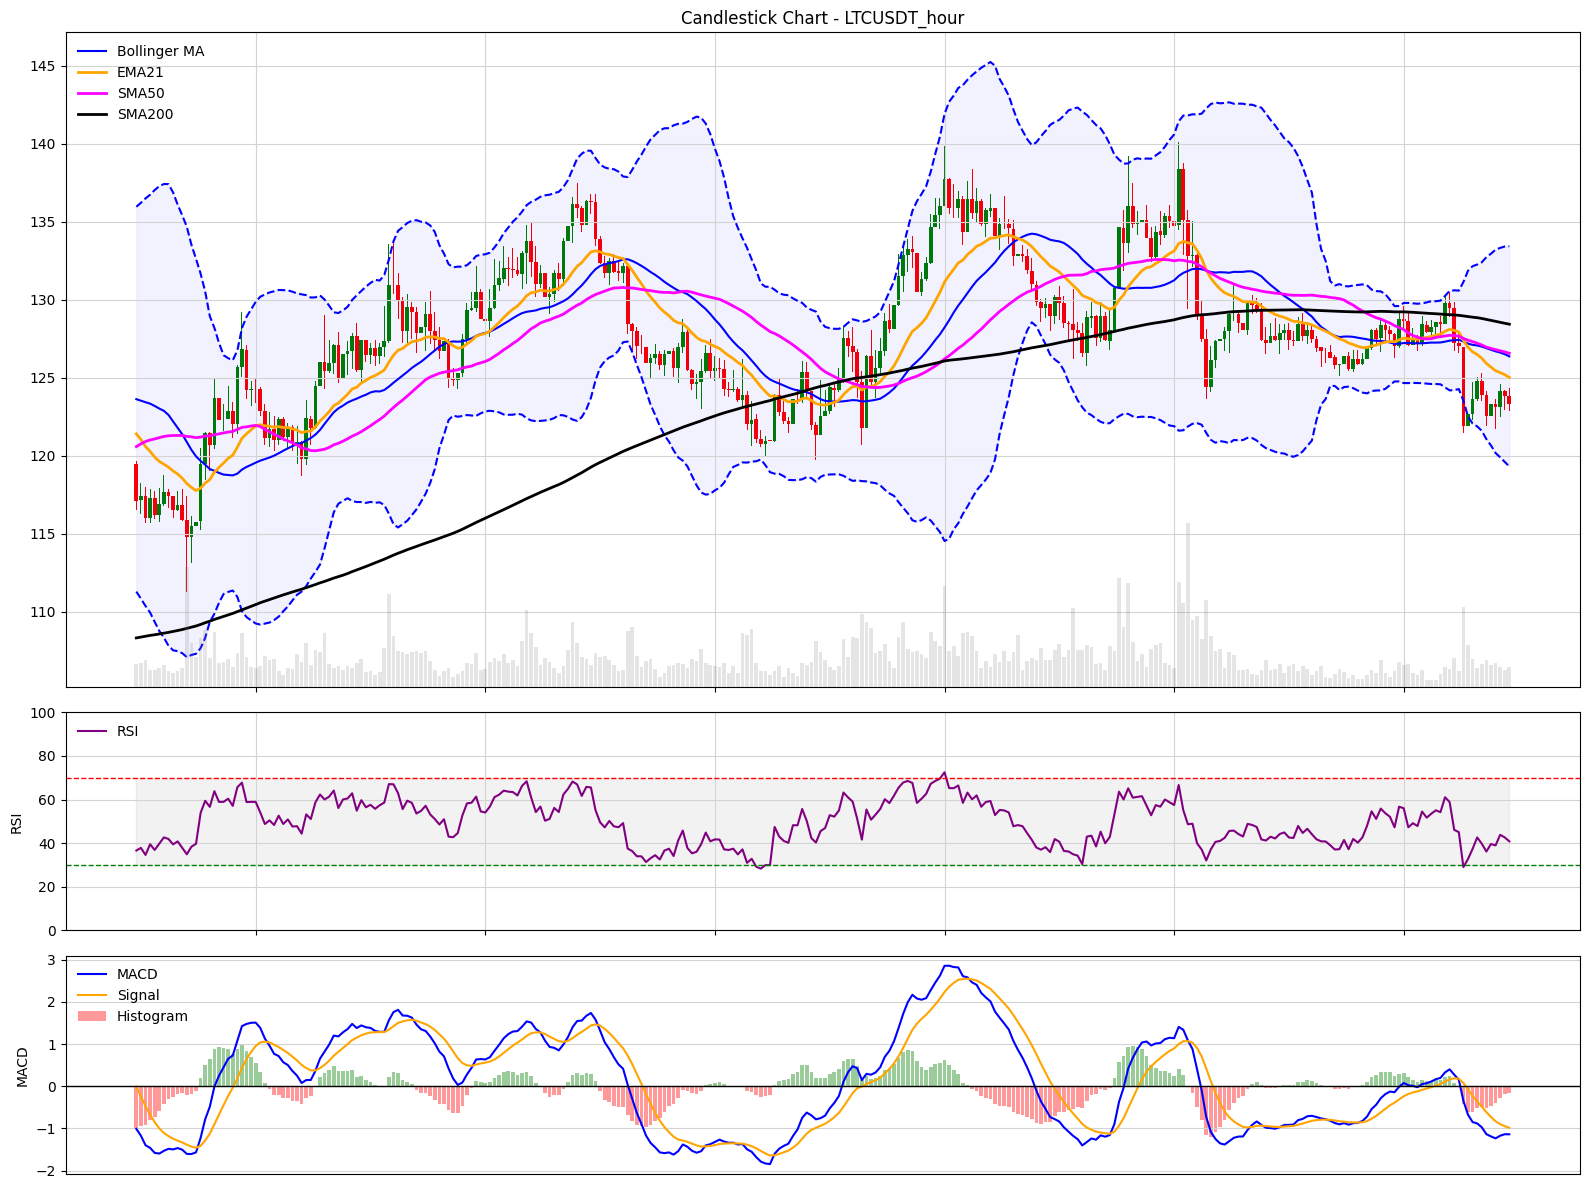 Candlestick Chart - LTCUSDT_hour
Bollinger MA
EMA21
SMA50
SMA200
145
140
135
130
125
120
115
110
RSI
100
80
60
40
20
0
RSI
MACD
Signal
Histogram
3
2
1
0
−1
−2
MACD